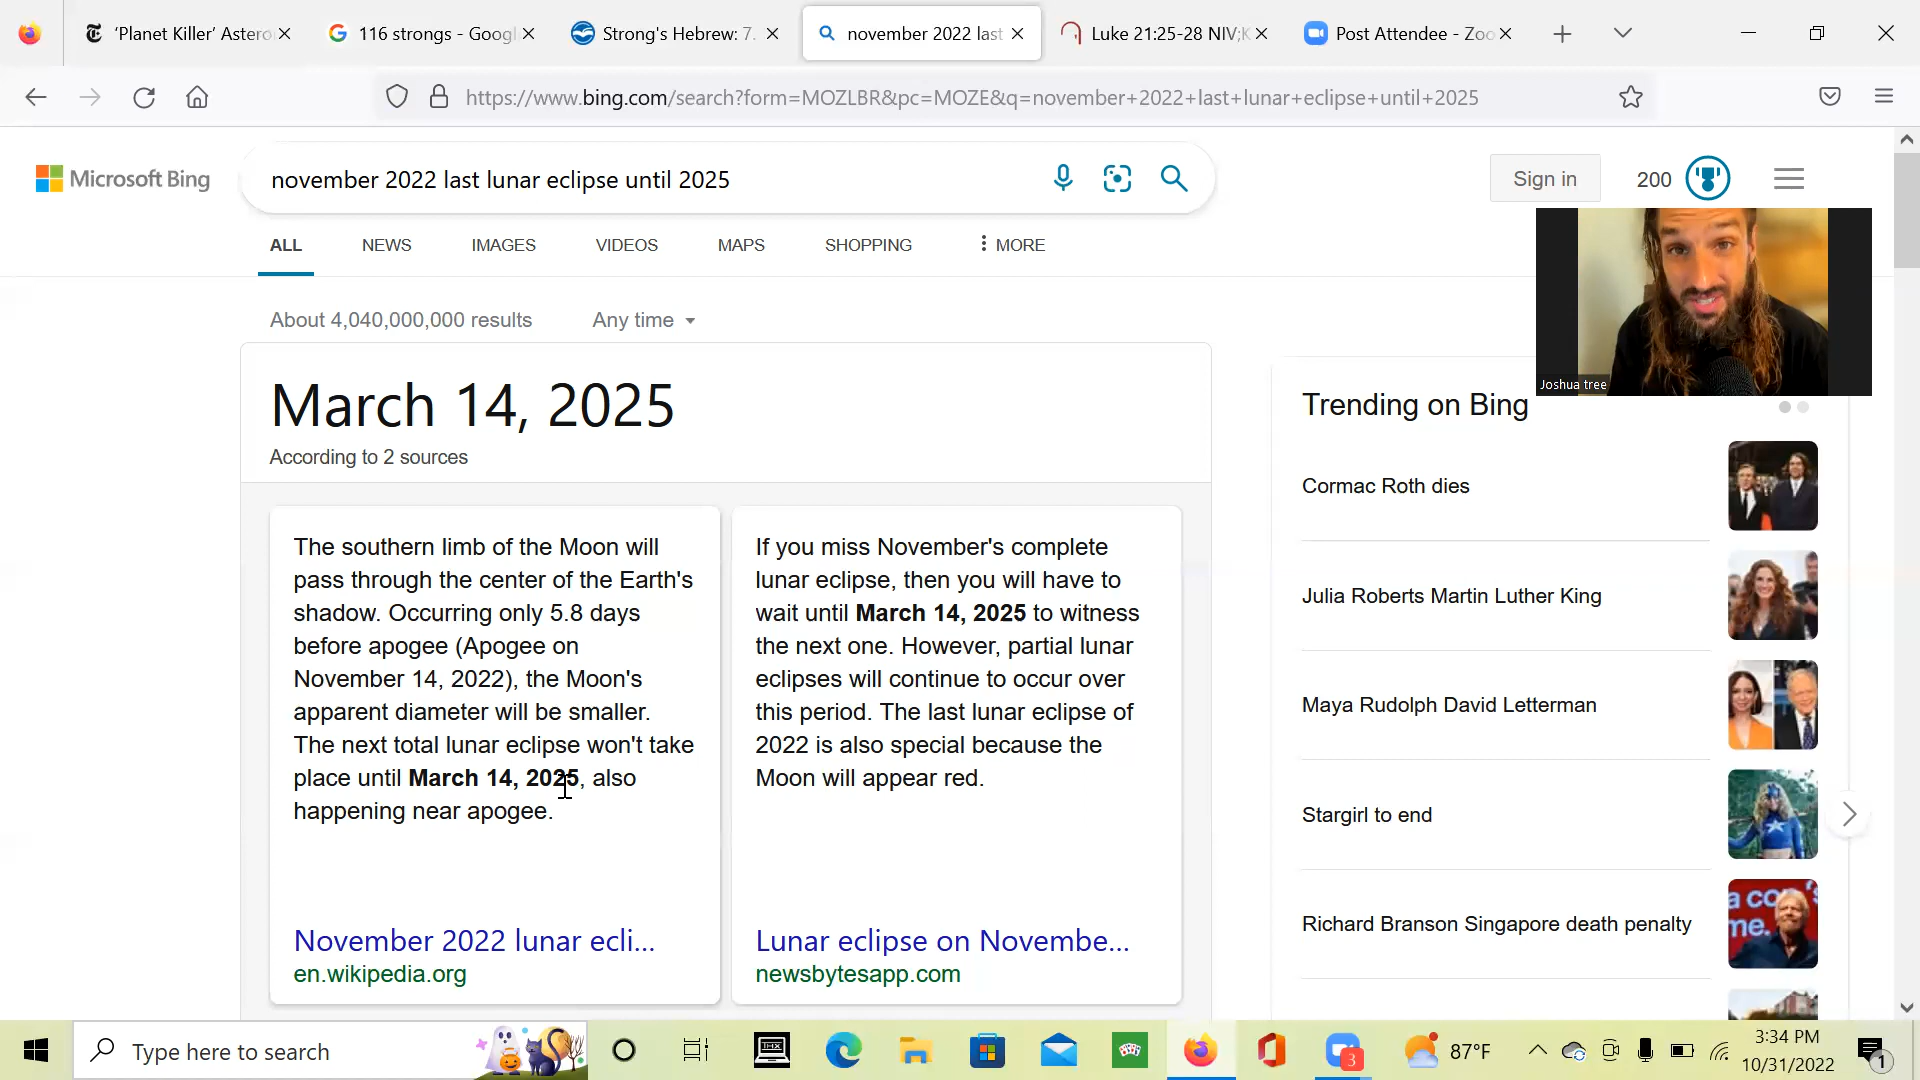 'Planet Killer' Astero
116 strongs - Googl
Strong's Hebrew: 7.
november 2022 last
Luke 21:25-28 NIV;K
Post Attendee - Zoo
https://www.bing.com/search?form=MOZLBR&pc=MOZE&q=november+2022+last+lunar+eclipse+until+2025
Microsoft Bing
november 2022 last lunar eclipse until 2025
Sign in
200
ALL
NEWS
IMAGES
VIDEOS
MAPS
SHOPPING
MORE
Joshua tree
About 4,040,000,000 results
Any time
March 14, 2025
According to 2 sources
The southern limb of the Moon will
pass through the center of the Earth's
shadow. Occurring only 5.8 days
before apogee (Apogee on
November 14, 2022), the Moon's
apparent diameter will be smaller.
The next total lunar eclipse won't take
place until March 14, 2025, also
happening near apogee.
November 2022 lunar ecli...
en.wikipedia.org
If you miss November's complete
lunar eclipse, then you will have to
wait until March 14, 2025 to witness
the next one. However, partial lunar
eclipses will continue to occur over
this period. The last lunar eclipse of
2022 is also special because the
Moon will appear red.
Lunar eclipse on Novembe...
newsbytesapp.com
Trending on Bing
Cormac Roth dies
Julia Roberts Martin Luther King
Maya Rudolph David Letterman
Stargirl to end
Richard Branson Singapore death penalty
Type here to search
3
87°F
3:34 PM
10/31/2022
1